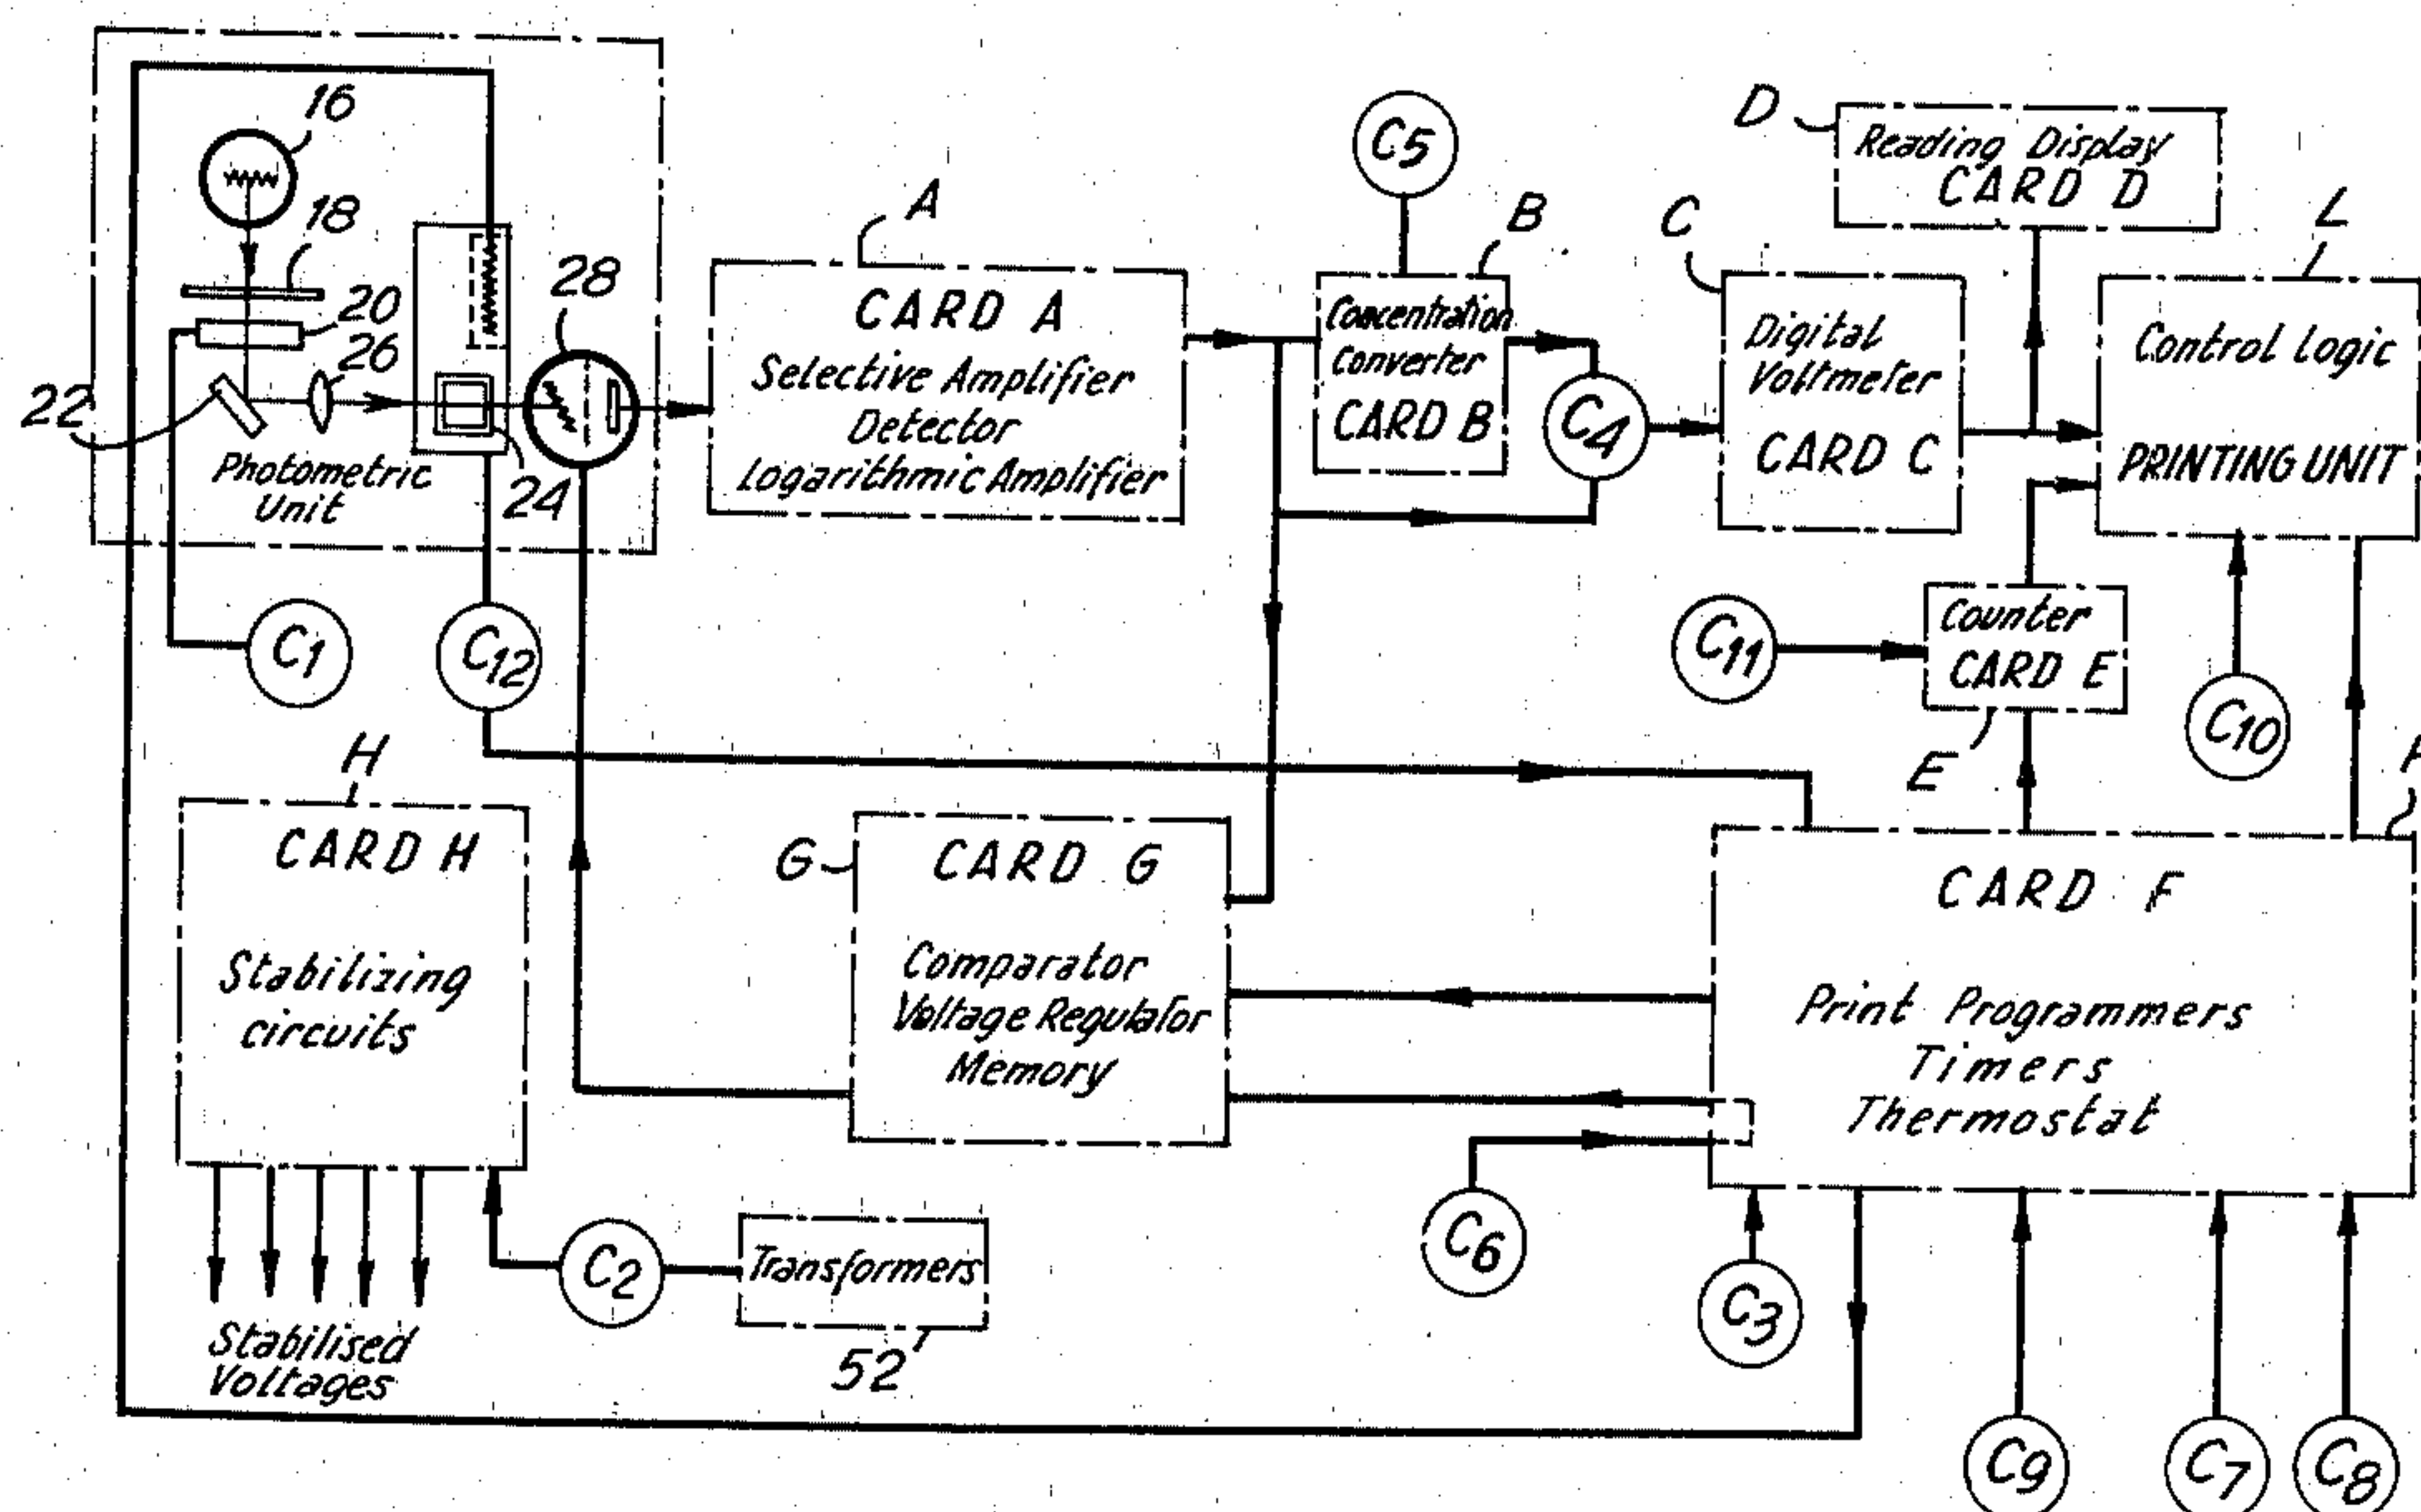 16
18
20
26
22
28
24
Photometric
Unit
A
CARD A
Selective Amplifier
Detector
Logarithmic Amplifier
C5
B
Concentration
Converter
CARD B
C4
C
Digital
Voltmeter
CARD C
D
Reading Display
CARD D
L
Control Logic
PRINTING UNIT
C1
C12
C11
Counter
CARD E
E
C10
H
CARD H
Stabilizing
circuits
Stabilised
Voltages
G
CARD G
Comparator
Voltage Regulator
Memory
CARD F
Print Programmers
Timers
Thermostat
C2
Transformers
52
C6
C3
C9
C7
C8